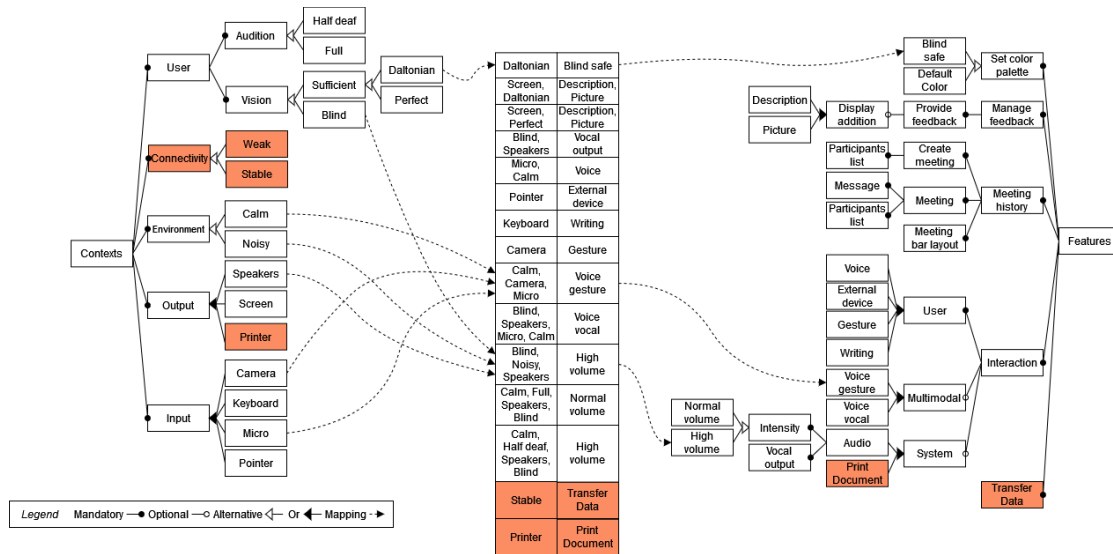 Contexts
User
Audition
Half deaf
Full
Vision
Sufficient
Daltonian
Perfect
Blind
Connectivity
Weak
Stable
Environment
Calm
Noisy
Output
Speakers
Screen
Printer
Input
Camera
Keyboard
Micro
Pointer
Daltonian
Blind safe
Screen,
Daltonian
Description,
Picture
Screen,
Perfect
Description,
Picture
Blind,
Speakers
Vocal
output
Micro,
Calm
Voice
Pointer
External
device
Keyboard
Writing
Camera
Gesture
Calm,
Camera,
Micro
Voice
gesture
Blind,
Speakers,
Micro, Calm
Voice
vocal
Blind,
Noisy,
Speakers
High
volume
Calm, Full,
Speakers,
Blind
Normal
volume
Calm,
Half deaf,
Speakers,
Blind
High
volume
Stable
Transfer
Data
Printer
Print
Document
Blind
safe
Default
Color
Set color
palette
Description
Picture
Display
addition
Provide
feedback
Manage
feedback
Participants
list
Create
meeting
Message
Participants
list
Meeting
Meeting
bar layout
Meeting
history
Features
Voice
External
device
Gesture
Writing
User
Interaction
Voice
gesture
Voice
vocal
Multimodal
Normal
volume
High
volume
Intensity
Vocal
output
Audio
Print
Document
System
Transfer
Data
Legend Mandatory Optional Alternative Or Mapping